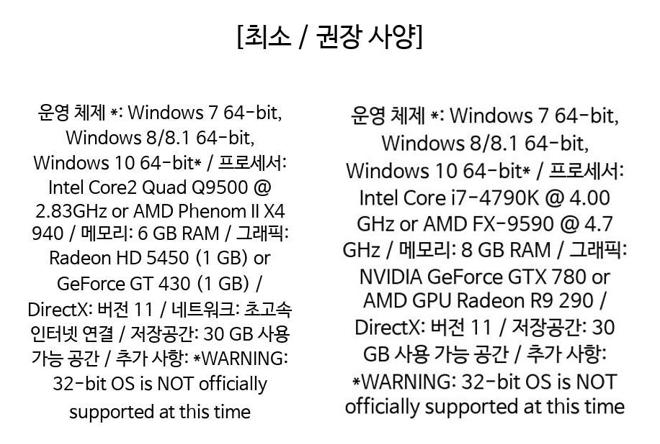 [최소 / 권장 사양]
운영 체제 *: Windows 7 64-bit,
Windows 8/8.1 64-bit,
Windows 10 64-bit* / 프로세서:
Intel Core2 Quad Q9500 @
2.83GHz or AMD Phenom II X4
940 / 메모리: 6 GB RAM / 그래픽:
Radeon HD 5450 (1 GB) or
GeForce GT 430 (1 GB) /
DirectX: 버전 11 / 네트워크: 초고속
인터넷 연결 / 저장공간: 30 GB 사용
가능 공간 / 추가 사항: *WARNING:
32-bit OS is NOT officially
supported at this time
운영 체제 *: Windows 7 64-bit,
Windows 8/8.1 64-bit,
Windows 10 64-bit* / 프로세서:
Intel Core i7-4790K @ 4.00
GHz or AMD FX-9590 @ 4.7
GHz / 메모리: 8 GB RAM / 그래픽:
NVIDIA GeForce GTX 780 or
AMD GPU Radeon R9 290 /
DirectX: 버전 11 / 저장공간: 30
GB 사용 가능 공간 / 추가 사항:
*WARNING: 32-bit OS is NOT
officially supported at this time